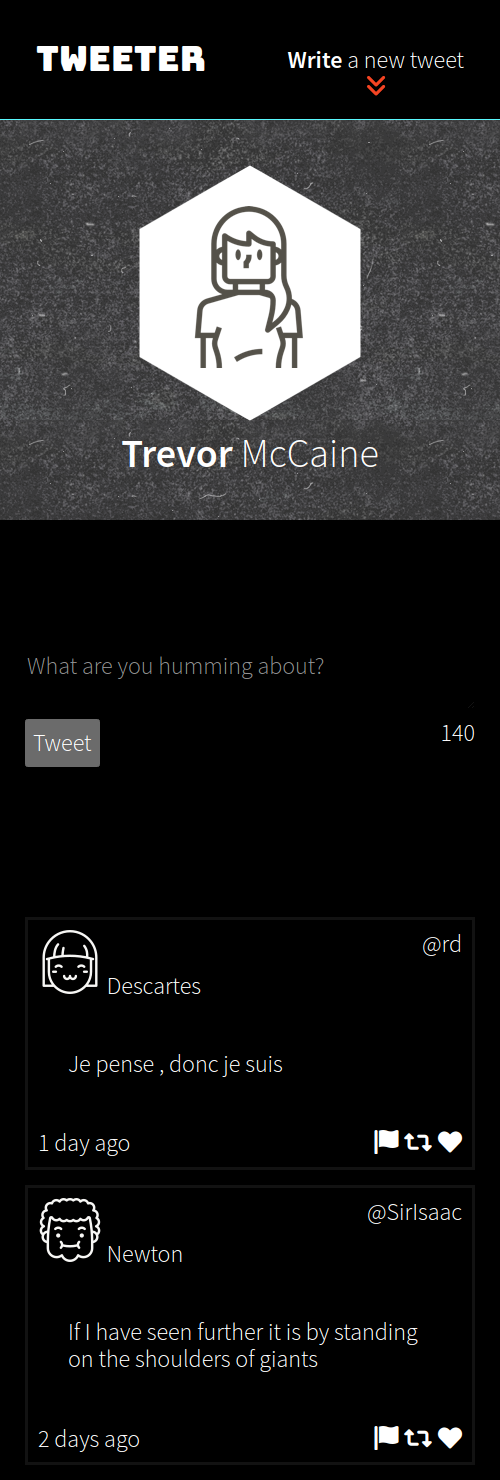 TWEETER
Write a new tweet
Trevor McCaine
What are you humming about?
Tweet
140
@rd
Descartes
Je pense , donc je suis
1 day ago
@SirIsaac
Newton
If I have seen further it is by standing
on the shoulders of giants
2 days ago